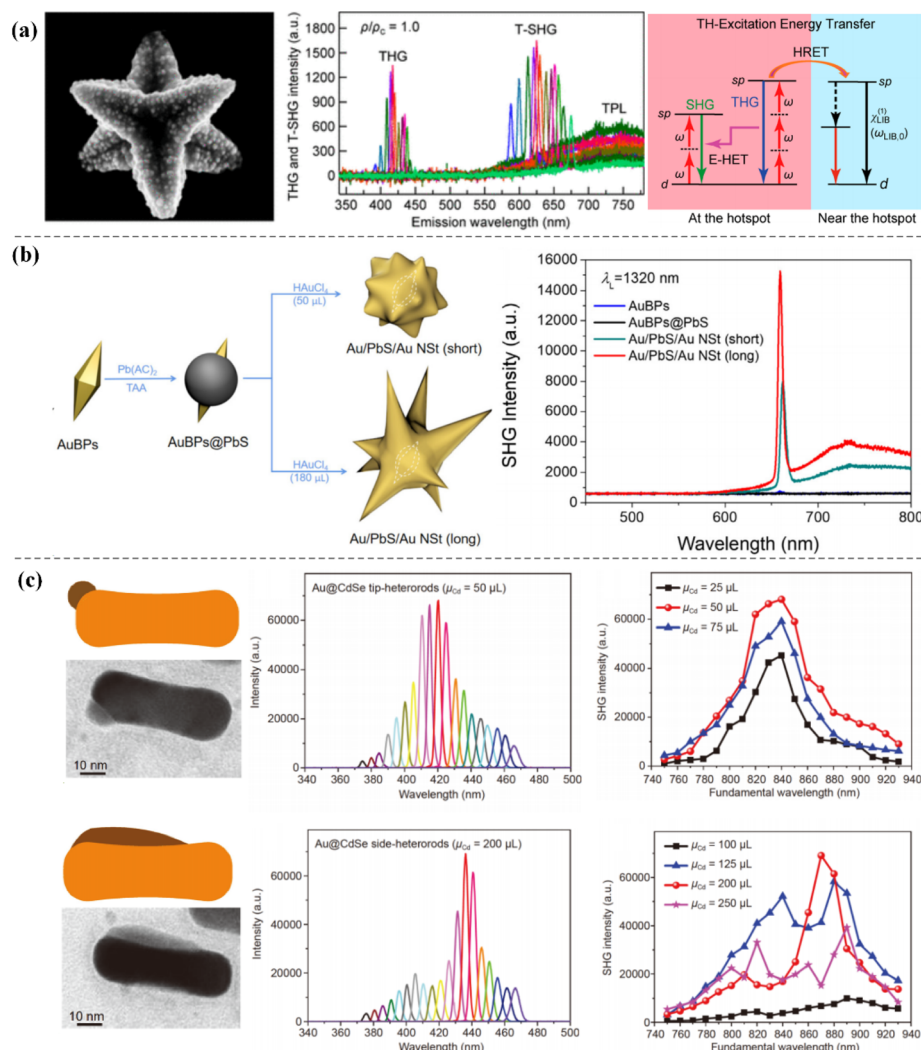 (a)
THG and T-SHG intensity (a.u.)
1800
1500
1200
900
600
300
0
ρ/ρc = 1.0
THG
T-SHG
TPL
350 400 450 500 550 600 650 700 750
Emission wavelength (nm)
TH-Excitation Energy Transfer
HRET
sp
sp
SHG
THG
sp
ω
ω
ω
ω
ω
E-HET
χ(1)LIB
(ωLIB,0)
d
d
At the hotspot
Near the hotspot
(b)
AuBPs
Pb(AC)2
TAA
AuBPs@PbS
HAuCl4
(50 μL)
Au/PbS/Au NSt (short)
HAuCl4
(180 μL)
Au/PbS/Au NSt (long)
SHG Intensity (a.u.)
16000
14000
12000
10000
8000
6000
4000
2000
0
λL=1320 nm
AuBPs
AuBPs@PbS
Au/PbS/Au NSt (short)
Au/PbS/Au NSt (long)
500 600 700 800
Wavelength (nm)
(c)
10 nm
Intensity (a.u.)
80000
60000
40000
20000
0
Au@CdSe tip-heterorods (μCd = 50 μL)
340 360 380 400 420 440 460 480 500
Wavelength (nm)
SHG intensity (a.u.)
60000
40000
20000
0
μCd = 25 μL
μCd = 50 μL
μCd = 75 μL
740 760 780 800 820 840 860 880 900 920 940
Fundamental wavelength (nm)
10 nm
Intensity (a.u.)
80000
60000
40000
20000
0
Au@CdSe side-heterorods (μCd = 200 μL)
340 360 380 400 420 440 460 480 500
Wavelength (nm)
SHG intensity (a.u.)
60000
40000
20000
0
μCd = 100 μL
μCd = 125 μL
μCd = 200 μL
μCd = 250 μL
740 760 780 800 820 840 860 880 900 920 940
Fundamental wavelength (nm)